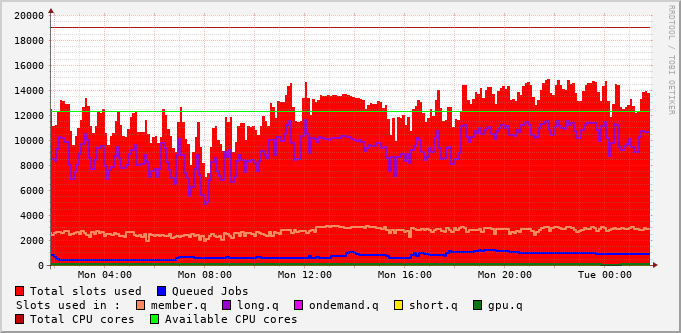 20000
18000
16000
14000
12000
10000
8000
6000
4000
2000
0
Mon 04:00 Mon 08:00 Mon 12:00 Mon 16:00 Mon 20:00 Tue 00:00
RRDTOOL / TOBI OETIKER
Total slots used Queued Jobs
Slots used in : member.q long.q ondemand.q short.q gpu.q
Total CPU cores Available CPU cores